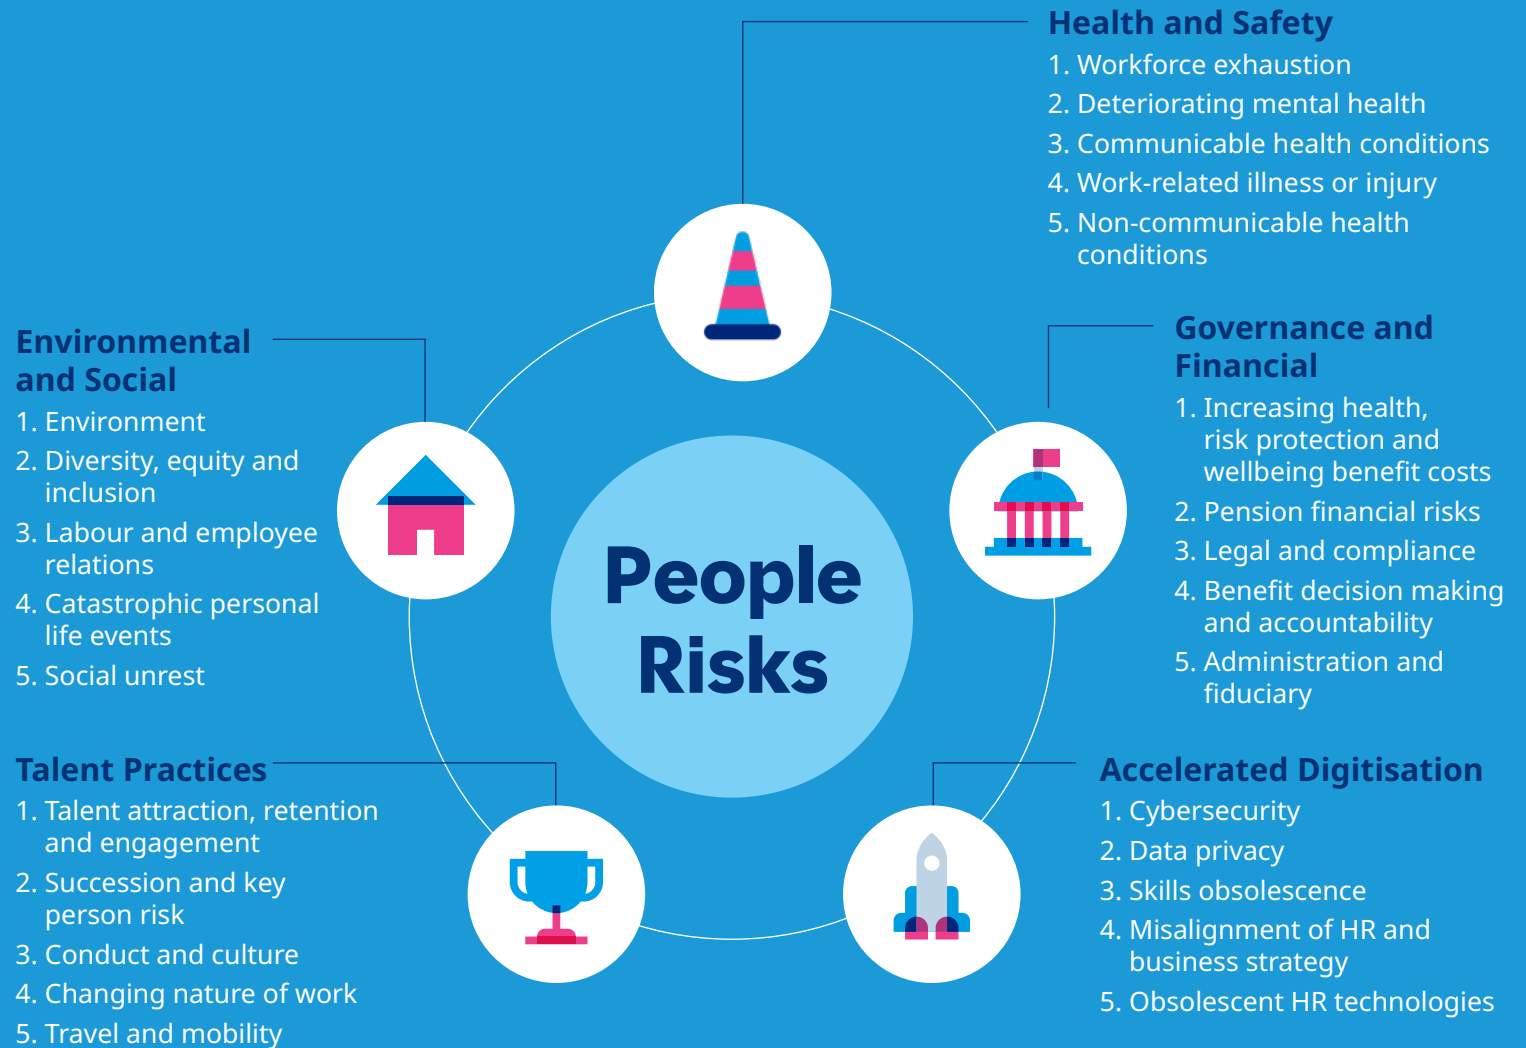 Health and Safety
1. Workforce exhaustion
2. Deteriorating mental health
3. Communicable health conditions
4. Work-related illness or injury
5. Non-communicable health
conditions
Governance and
Financial
1. Increasing health,
risk protection and
wellbeing benefit costs
2. Pension financial risks
3. Legal and compliance
4. Benefit decision making
and accountability
5. Administration and
fiduciary
Accelerated Digitisation
1. Cybersecurity
2. Data privacy
3. Skills obsolescence
4. Misalignment of HR and
business strategy
5. Obsolescent HR technologies
Talent Practices
1. Talent attraction, retention
and engagement
2. Succession and key
person risk
3. Conduct and culture
4. Changing nature of work
5. Travel and mobility
Environmental
and Social
1. Environment
2. Diversity, equity and
inclusion
3. Labour and employee
relations
4. Catastrophic personal
life events
5. Social unrest
People
Risks